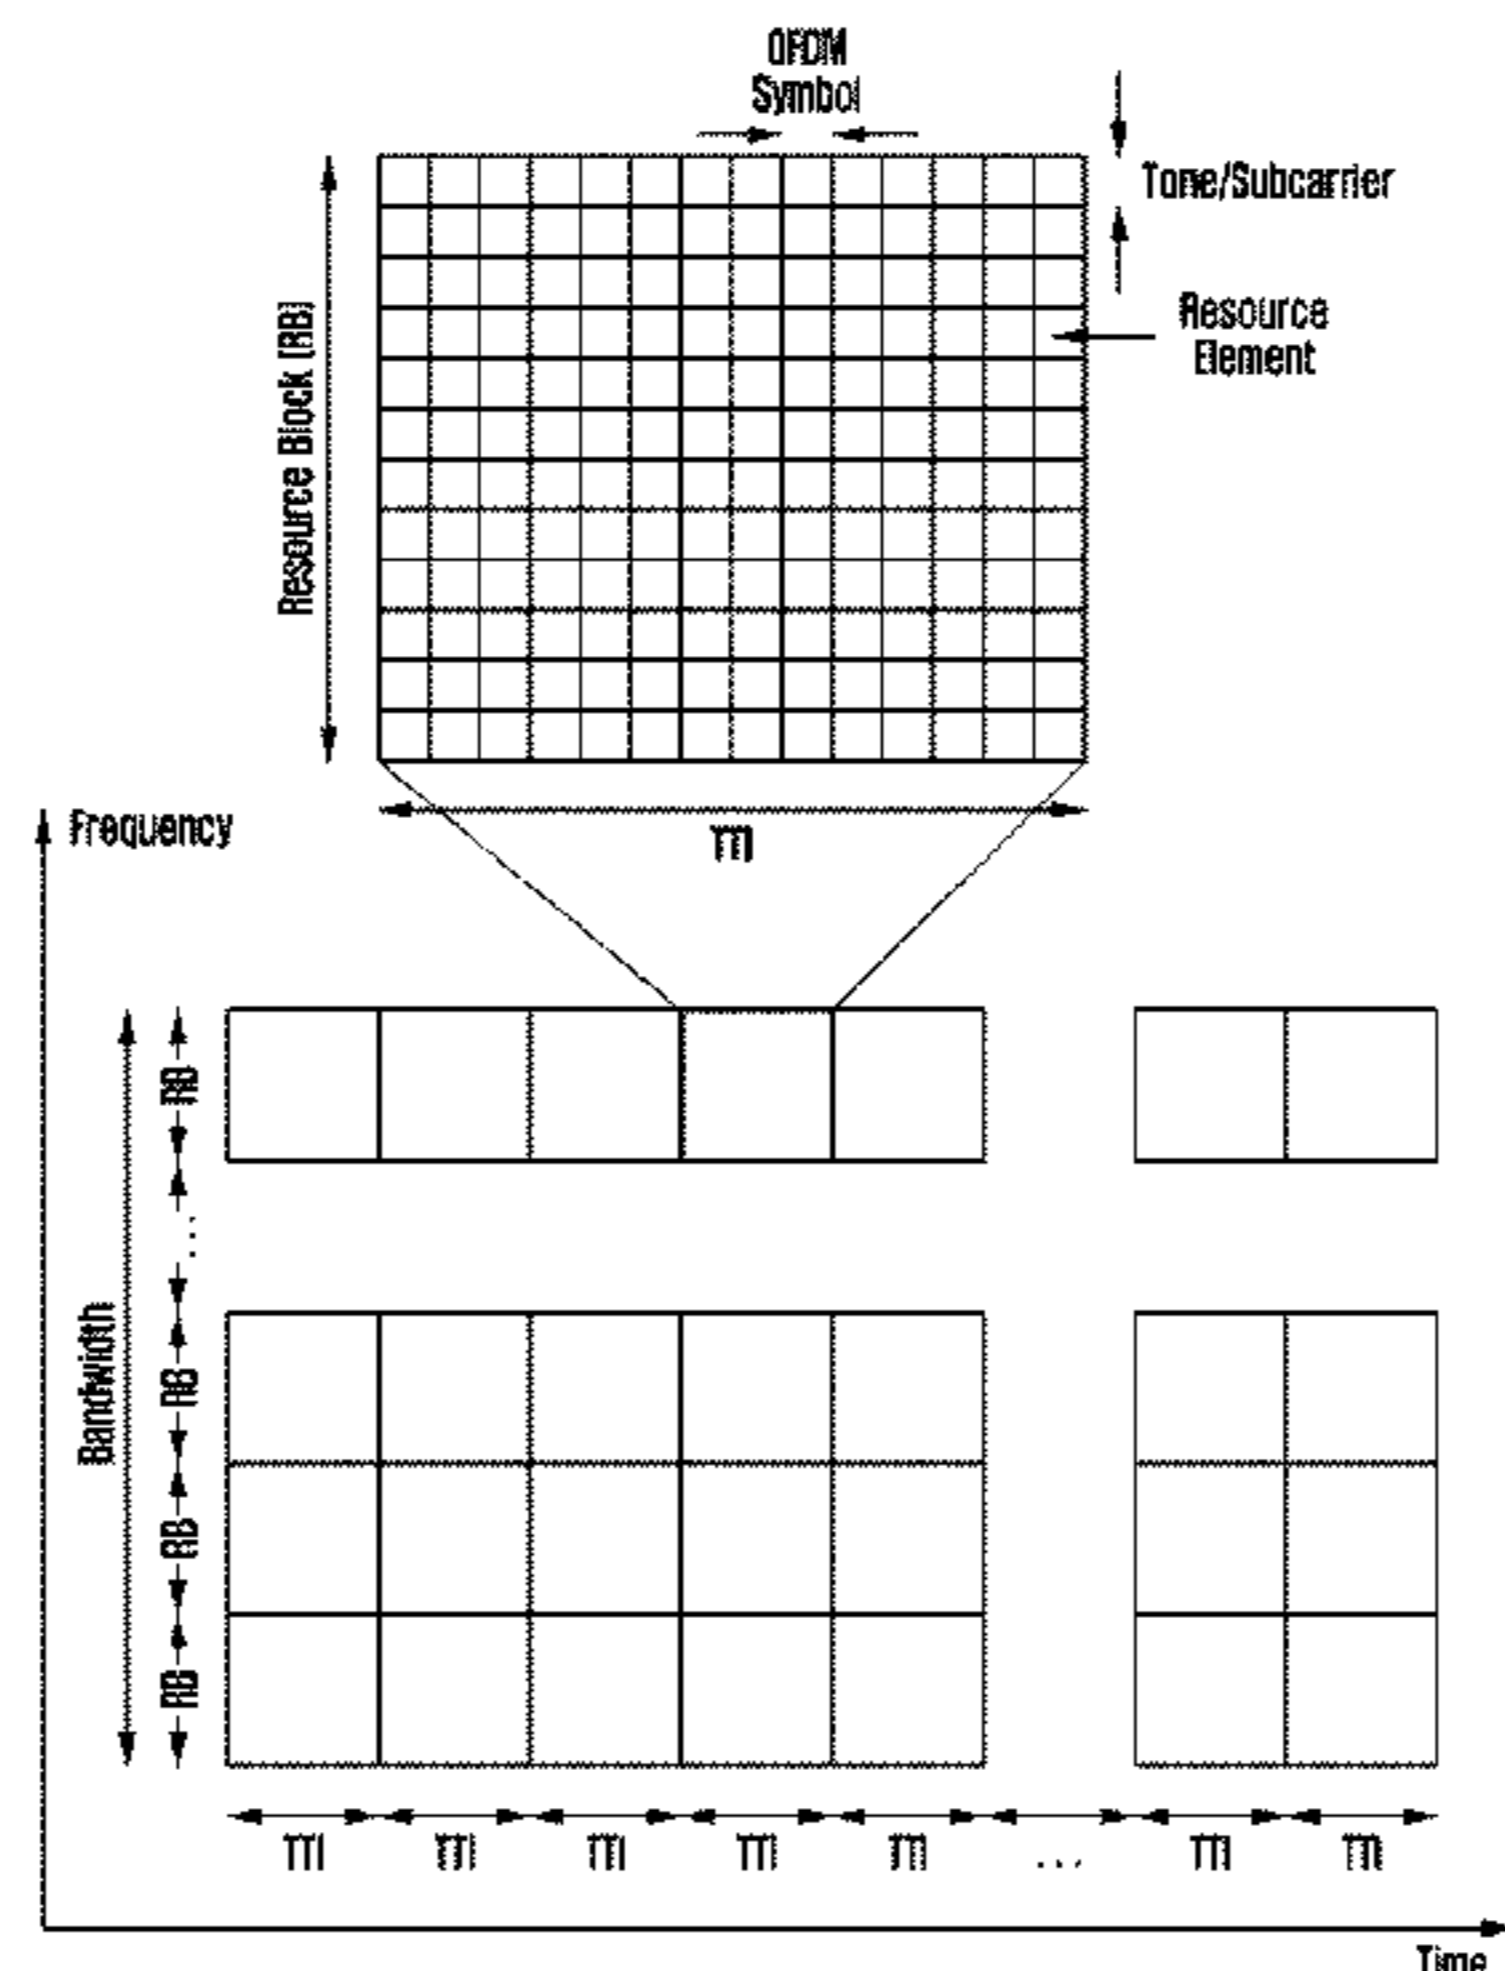 OFDM
Symbol
Tone/Subcarrier
Resource
Element
Resource Block (RB)
TTI
Frequency
RB
...
RB
RB
RB
Bandwidth
TTI TTI TTI TTI TTI ... TTI TTI
Time